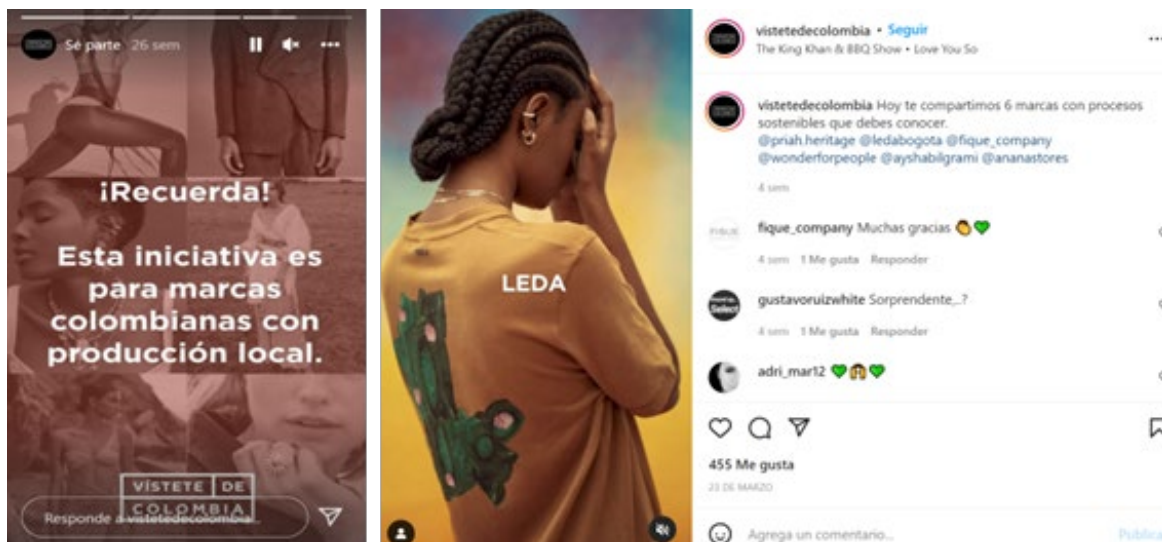 Sé parte 26 sem
¡Recuerda!
Esta iniciativa es
para marcas
colombianas con
producción local.
VÍSTETE DE
COLOMBIA
Responde a vistetedecolombia...
LEDA
vistetedecolombia • Seguir
The King Khan & BBQ Show • Love You So
vistetedecolombia Hoy te compartimos 6 marcas con procesos
sostenibles que debes conocer.
@priah.heritage @ledabogota @fique_company
@wonderforpeople @ayshabilgrami @ananastores
4 sem
FIQUE
fique_company Muchas gracias 👏💚
4 sem 1 Me gusta Responder
Select
gustavoruizwhite Sorprendente,..?
4 sem 1 Me gusta Responder
adri_mar12 💚🙌💚
455 Me gusta
23 DE MARZO
Agrega un comentario... Publica